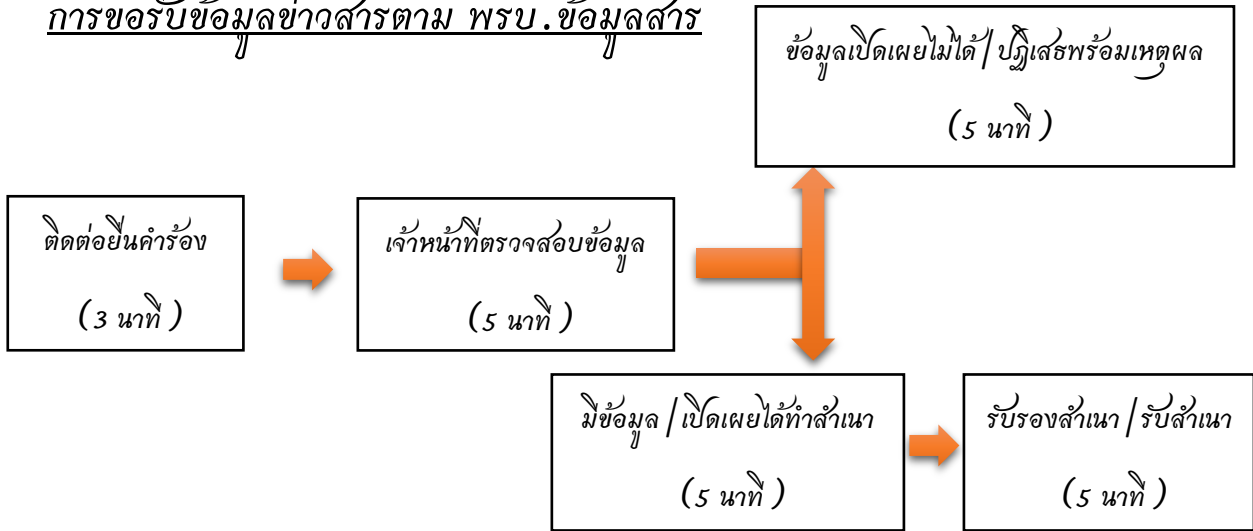 การขอรับข้อมูลข่าวสารตาม พรบ.ข้อมูลสาร
ข้อมูลเปิดเผยไม่ได้/ปฏิเสธพร้อมเหตุผล
(5 นาที )
ติดต่อยื่นคำร้อง
(3 นาที )
เจ้าหน้าที่ตรวจสอบข้อมูล
(5 นาที )
มีข้อมูล/เปิดเผยได้ทำสำเนา
(5 นาที )
รับรองสำเนา/รับสำเนา
(5 นาที )